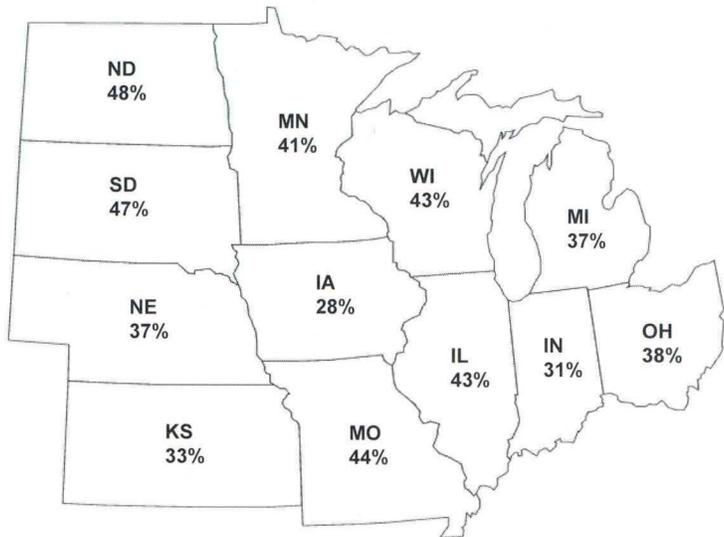 ND
48%
MN
41%
SD
47%
WI
43%
MI
37%
NE
37%
IA
28%
IL
43%
IN
31%
OH
38%
KS
33%
MO
44%